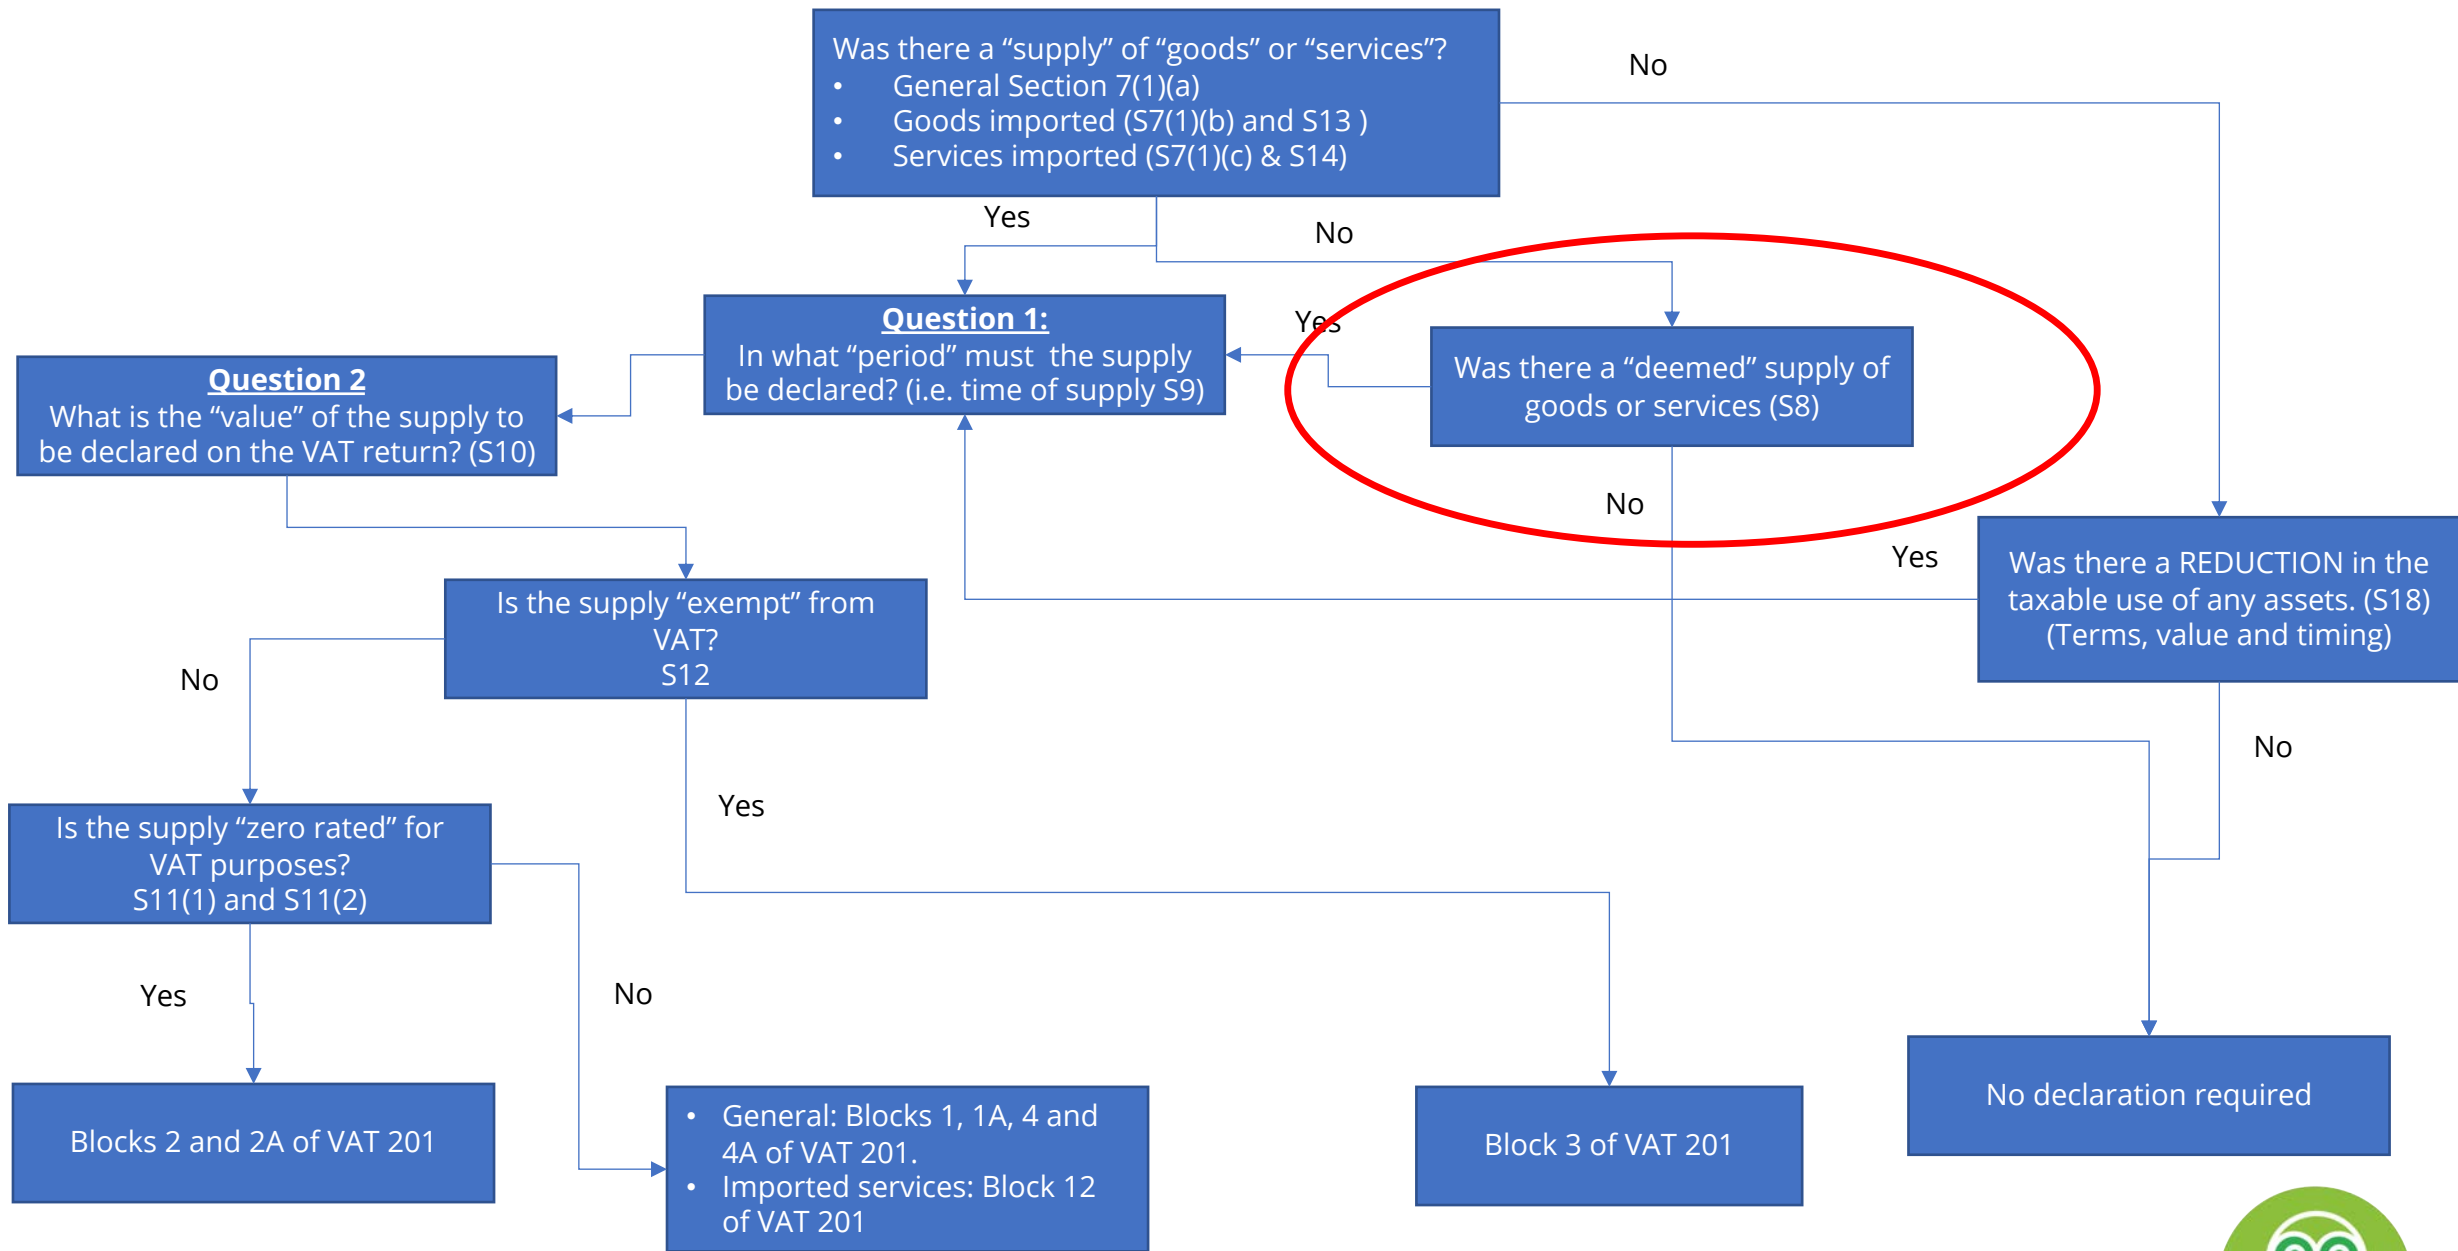 Was there a “supply” of “goods” or “services”?
• General Section 7(1)(a)
• Goods imported (S7(1)(b) and S13 )
• Services imported (S7(1)(c) & S14)
No
Yes
No
Question 1:
In what “period” must the supply
be declared? (i.e. time of supply S9)
Yes
Was there a “deemed” supply of
goods or services (S8)
Question 2
What is the “value” of the supply to
be declared on the VAT return? (S10)
No
Yes
Was there a REDUCTION in the
taxable use of any assets. (S18)
(Terms, value and timing)
Is the supply “exempt” from
VAT?
S12
No
No
Yes
Is the supply “zero rated” for
VAT purposes?
S11(1) and S11(2)
Yes
No
Blocks 2 and 2A of VAT 201
• General: Blocks 1, 1A, 4 and
4A of VAT 201.
• Imported services: Block 12
of VAT 201
Block 3 of VAT 201
No declaration required